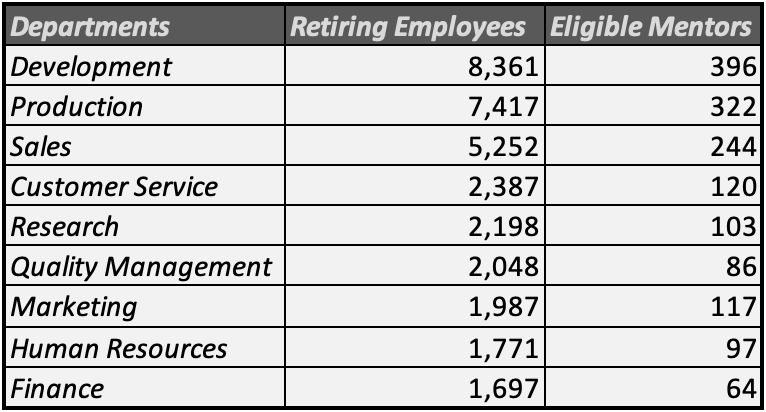 Departments Retiring Employees Eligible Mentors
Development 8,361 396
Production 7,417 322
Sales 5,252 244
Customer Service 2,387 120
Research 2,198 103
Quality Management 2,048 86
Marketing 1,987 117
Human Resources 1,771 97
Finance 1,697 64